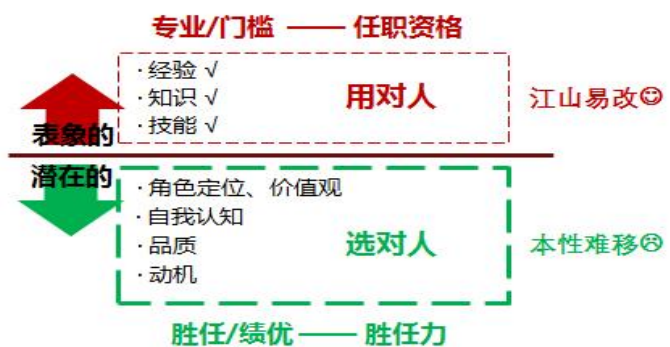 专业/门槛 —— 任职资格
·经验 √
·知识 √
·技能 √
用对人
江山易改☺
表象的
潜在的
·角色定位、价值观
·自我认知
·品质
·动机
选对人
本性难移☹
胜任/绩优 —— 胜任力